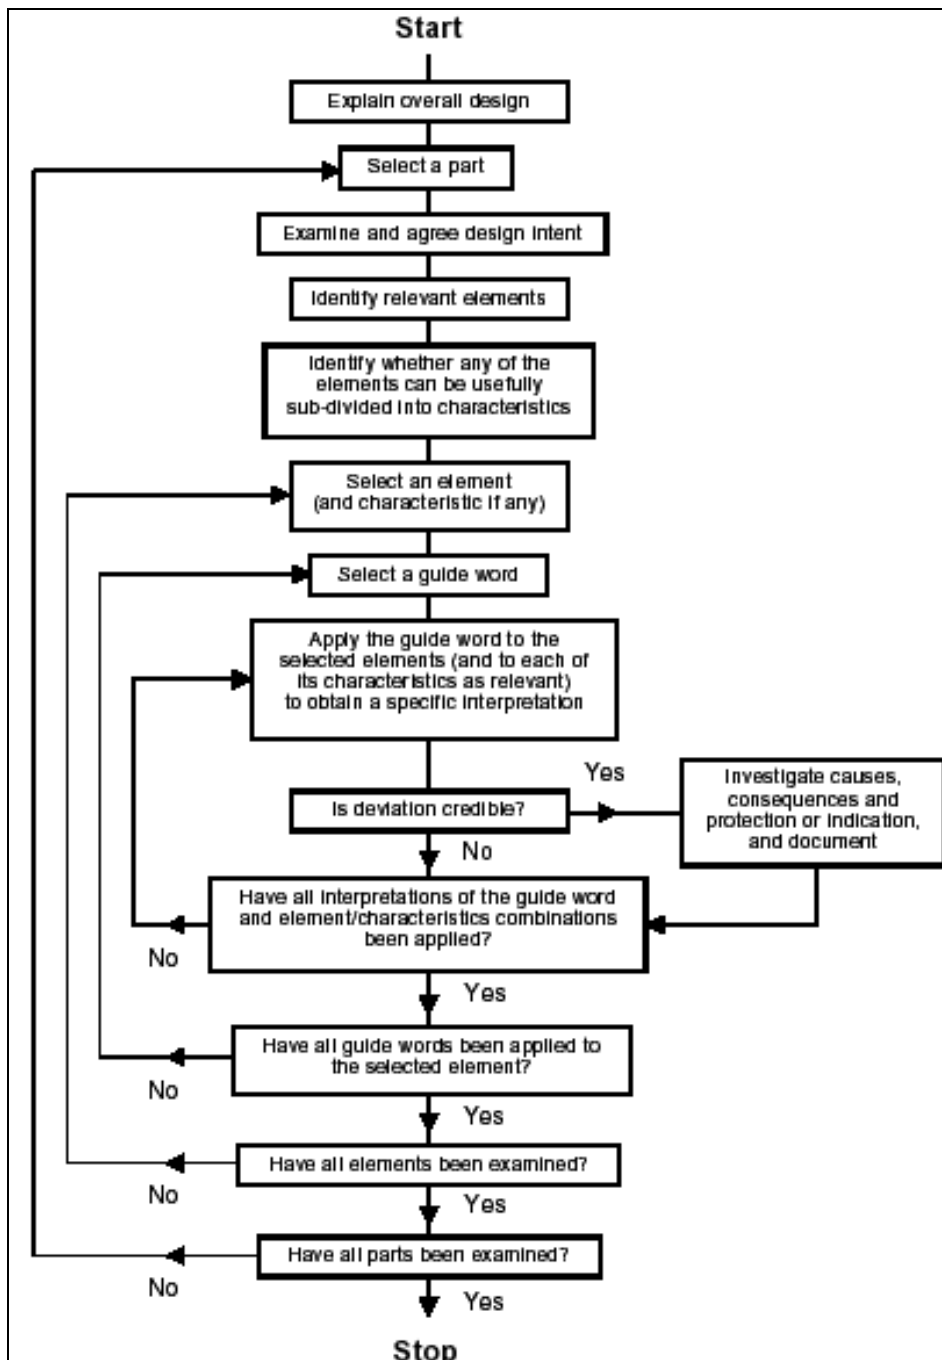 Start
Explain overall design
Select a part
Examine and agree design intent
Identify relevant elements
Identify whether any of the
elements can be usefully
sub-divided into characteristics
Select an element
(and characteristic if any)
Select a guide word
Apply the guide word to the
selected elements (and to each of
its characteristics as relevant)
to obtain a specific interpretation
Yes
Investigate causes,
consequences and
protection or indication,
and document
Is deviation credible?
No
Have all interpretations of the guide word
and element/characteristics combinations
been applied?
No
Yes
Have all guide words been applied to
the selected element?
No
Yes
Have all elements been examined?
No
Yes
Have all parts been examined?
No
Yes
Stop